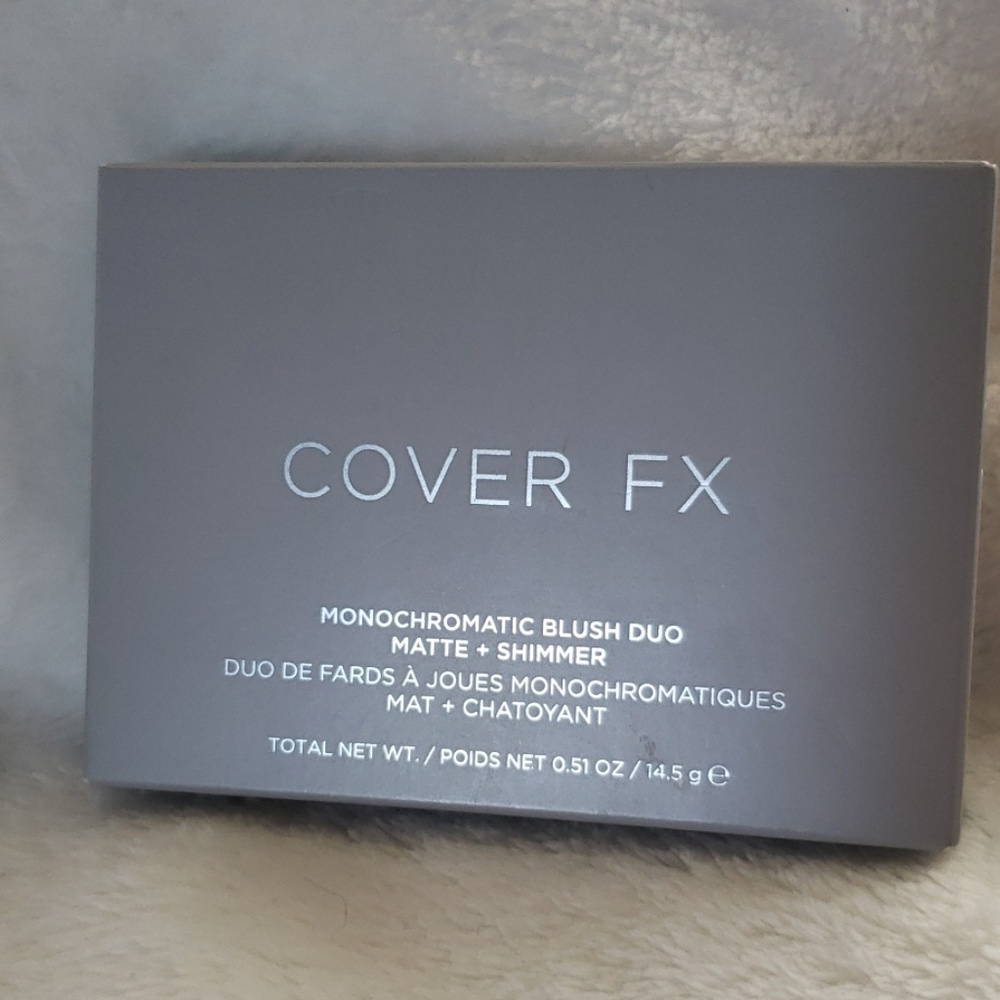 COVER FX
MONOCHROMATIC BLUSH DUO
MATTE + SHIMMER
DUO DE FARDS À JOUES MONOCHROMATIQUES
MAT + CHATOYANT
TOTAL NET WT. / POIDS NET 0.51 OZ / 14.5 g ℮